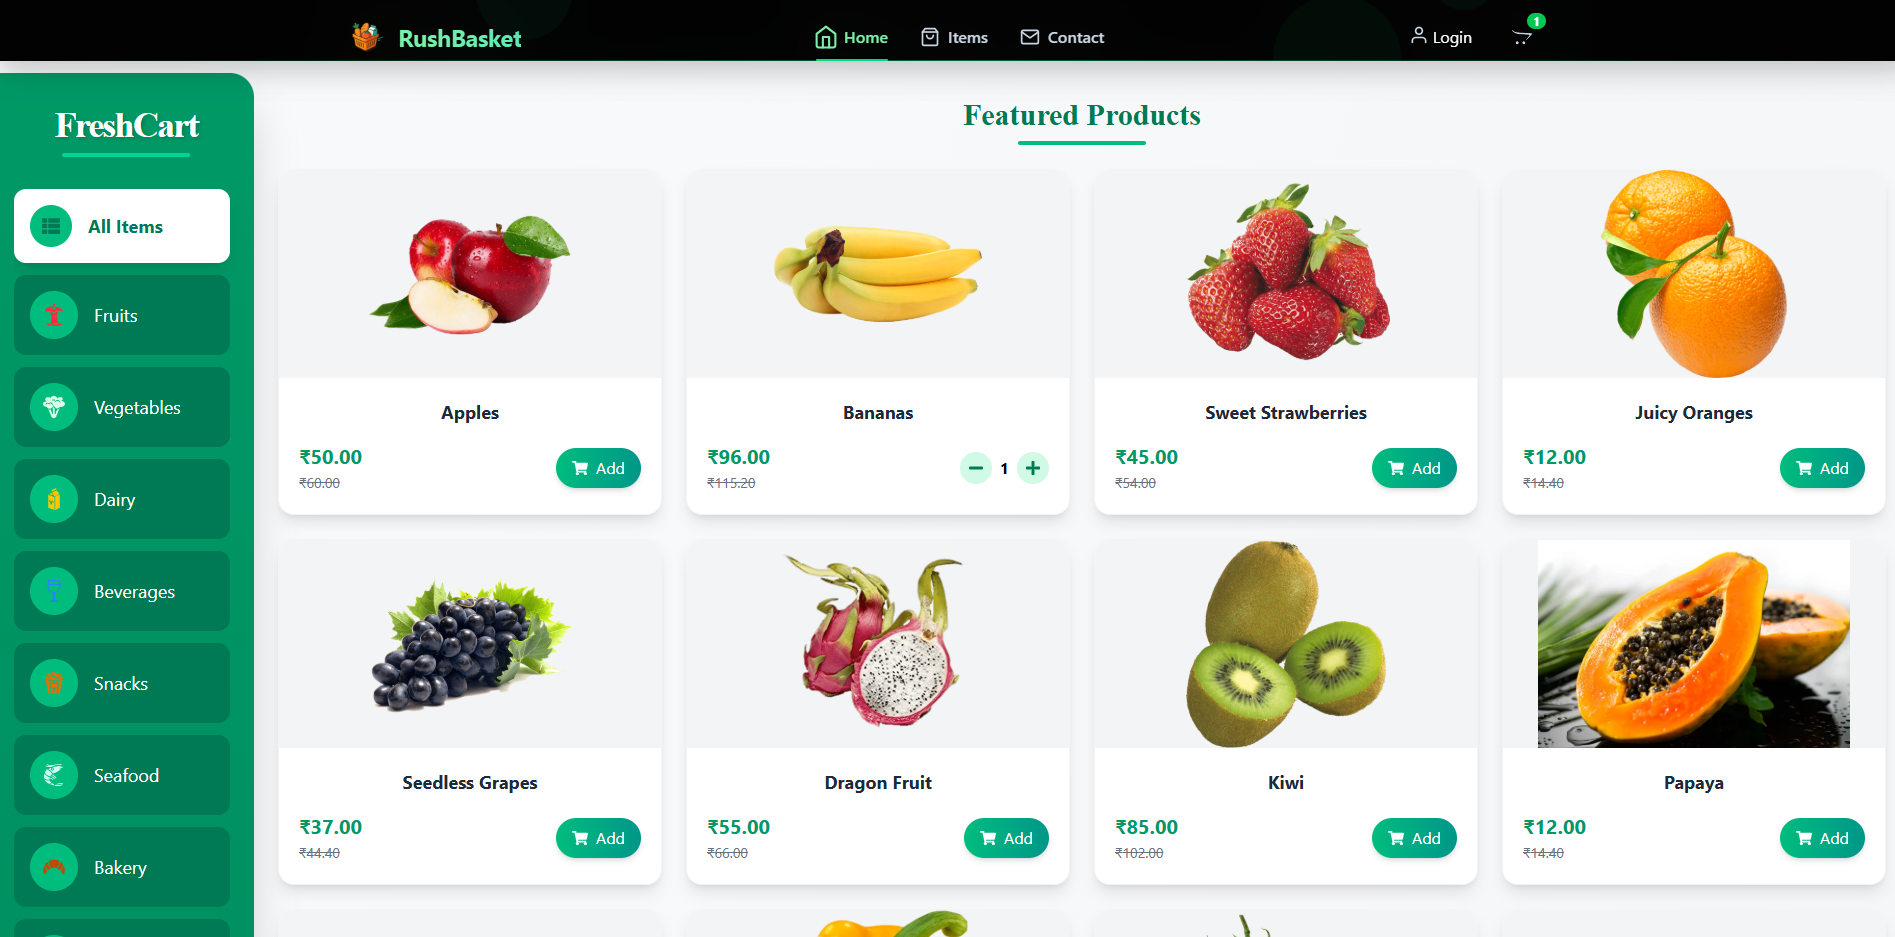 RushBasket
Home
Items
Contact
Login
1
FreshCart
All Items
Fruits
Vegetables
Dairy
Beverages
Snacks
Seafood
Bakery
Featured Products
Apples
₹50.00
₹60.00
Add
Bananas
₹96.00
₹115.20
1
Sweet Strawberries
₹45.00
₹54.00
Add
Juicy Oranges
₹12.00
₹14.40
Add
Seedless Grapes
₹37.00
₹44.40
Add
Dragon Fruit
₹55.00
₹66.00
Add
Kiwi
₹85.00
₹102.00
Add
Papaya
₹12.00
₹14.40
Add